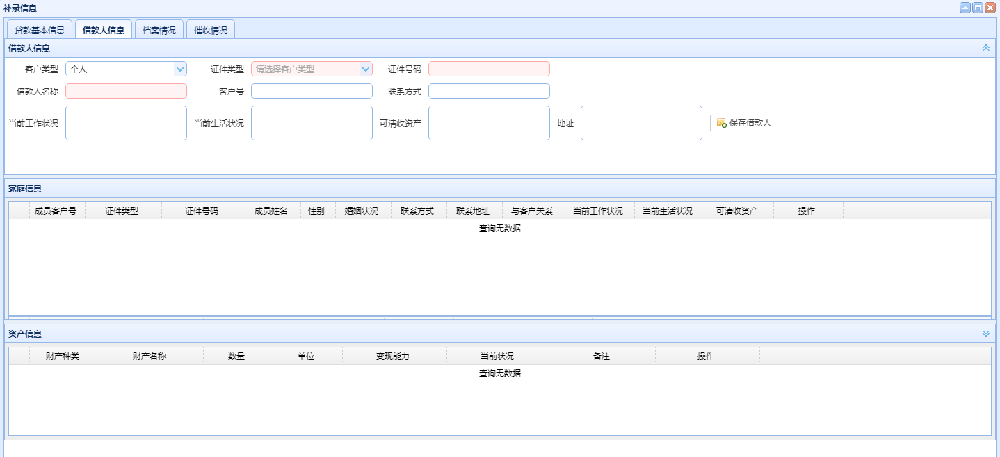 补录信息
贷款基本信息 借款人信息 档案情况 催收情况
借款人信息
客户类型 个人 证件类型 请选择客户类型 证件号码
借款人名称 客户号 联系方式
当前工作状况 当前生活状况 可清收资产 地址 保存借款人
家庭信息
成员客户号 证件类型 证件号码 成员姓名 性别 婚姻状况 联系方式 联系地址 与客户关系 当前工作状况 当前生活状况 可清收资产 操作
查询无数据
资产信息
财产种类 财产名称 数量 单位 变现能力 当前状况 备注 操作
查询无数据